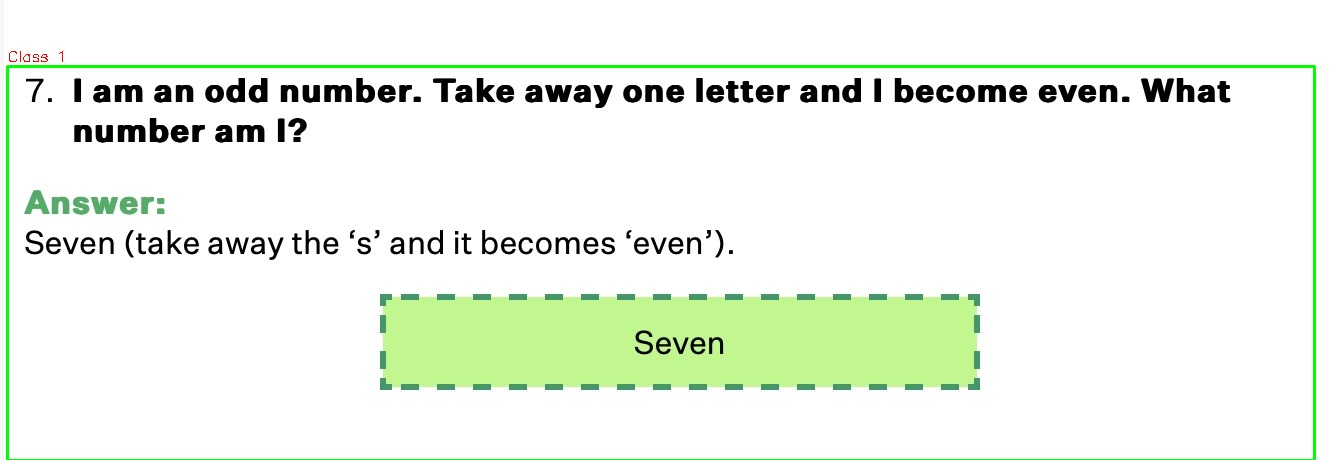 Class 1
7. I am an odd number. Take away one letter and I become even. What
number am I?
Answer:
Seven (take away the ‘s’ and it becomes ‘even’).
Seven